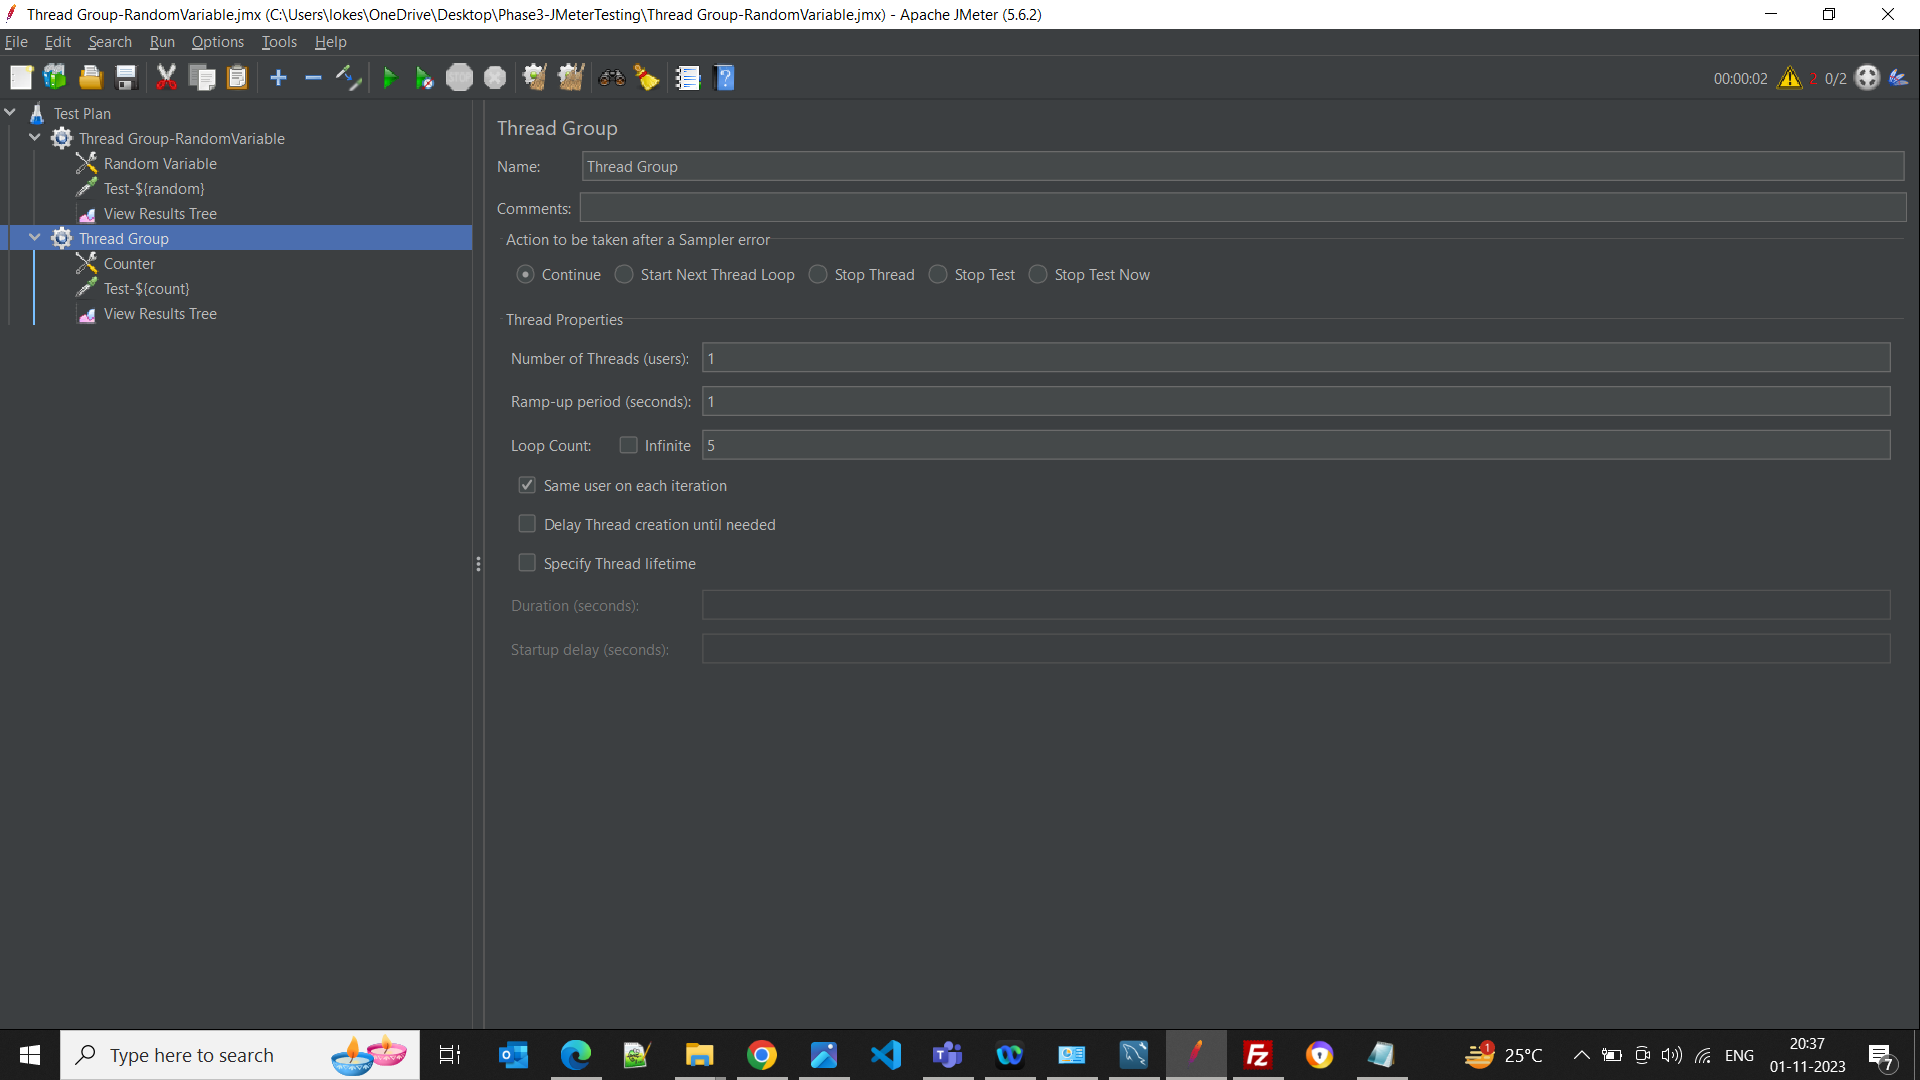 Thread Group-RandomVariable.jmx (C:\Users\lokes\OneDrive\Desktop\Phase3-JMeterTesting\Thread Group-RandomVariable.jmx) - Apache JMeter (5.6.2)
File Edit Search Run Options Tools Help
STOP 00:00:02 2 0/2
Test Plan
Thread Group-RandomVariable
Random Variable
Test-${random}
View Results Tree
Thread Group
Counter
Test-${count}
View Results Tree
Thread Group
Name: Thread Group
Comments:
Action to be taken after a Sampler error
Continue Start Next Thread Loop Stop Thread Stop Test Stop Test Now
Thread Properties
Number of Threads (users): 1
Ramp-up period (seconds): 1
Loop Count: Infinite 5
Same user on each iteration
Delay Thread creation until needed
Specify Thread lifetime
Duration (seconds):
Startup delay (seconds):
Type here to search
1 25°C ENG 20:37
01-11-2023 7